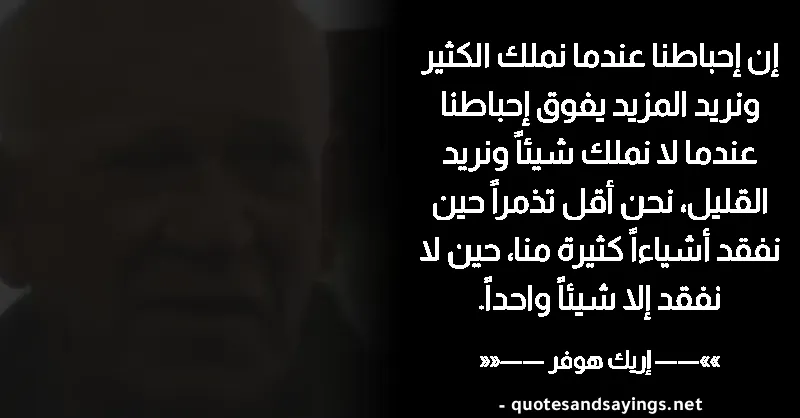 إن إحباطنا عندما نملك الكثير
ونريد المزيد يفوق إحباطنا
عندما لا نملك شيئاً ونريد
القليل، نحن أقل تذمراً حين
نفقد أشياءاً كثيرة منا، حين لا
نفقد إلا شيئاً واحداً.
»»—— إريك هوفر ——««
- quotesandsayings.net